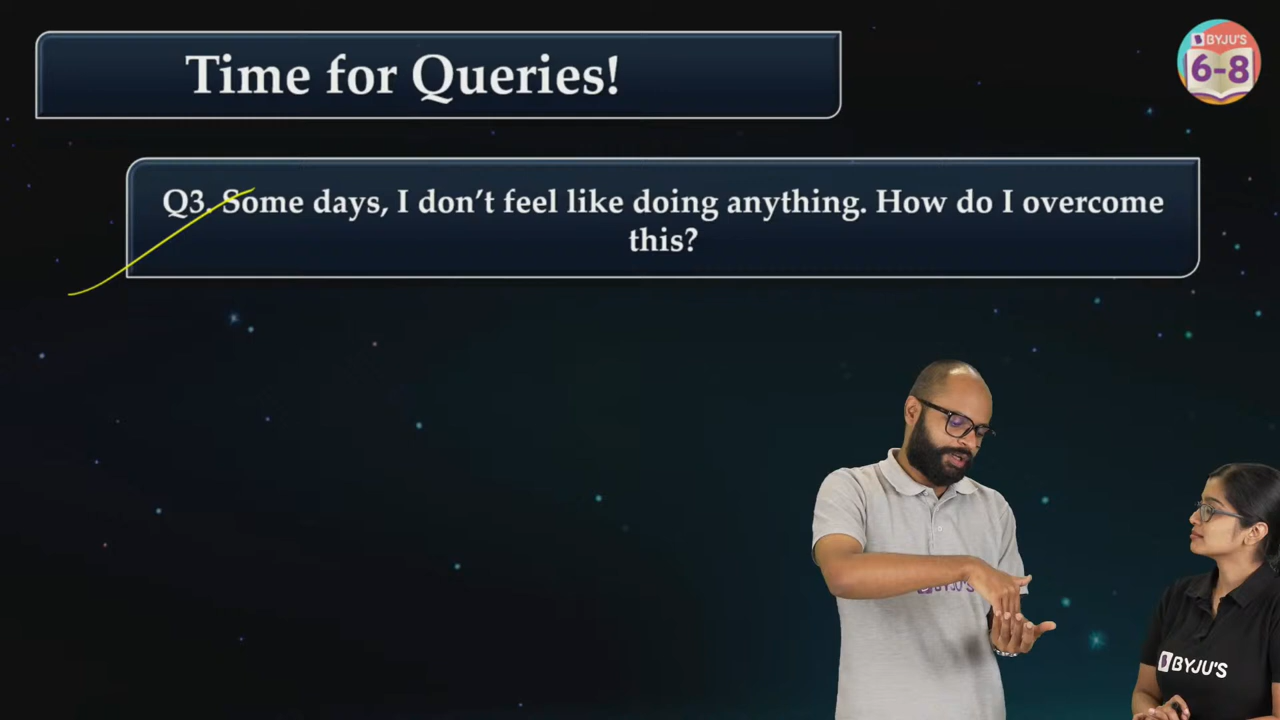 Time for Queries!
BYJU'S
6-8
Q3. Some days, I don't feel like doing anything. How do I overcome
this?
BYJU'S
BYJU'S